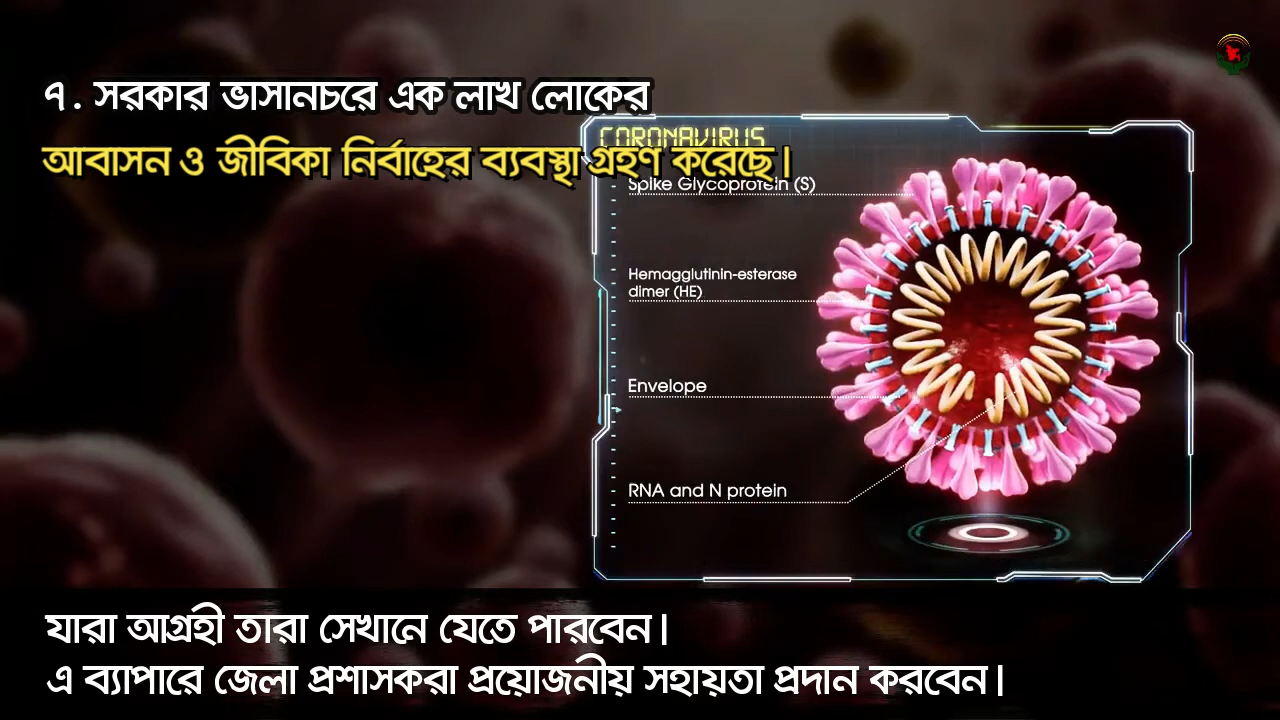 ৭. সরকার ভাসানচরে এক লাখ লোকের
আবাসন ও জীবিকা নির্বাহের ব্যবস্থা গ্রহণ করেছে।
CORONAVIRUS
Spike Glycoprotein (S)
Hemagglutinin-esterase
dimer (HE)
Envelope
RNA and N protein
যারা আগ্রহী তারা সেখানে যেতে পারবেন।
এ ব্যাপারে জেলা প্রশাসকরা প্রয়োজনীয় সহায়তা প্রদান করবেন।